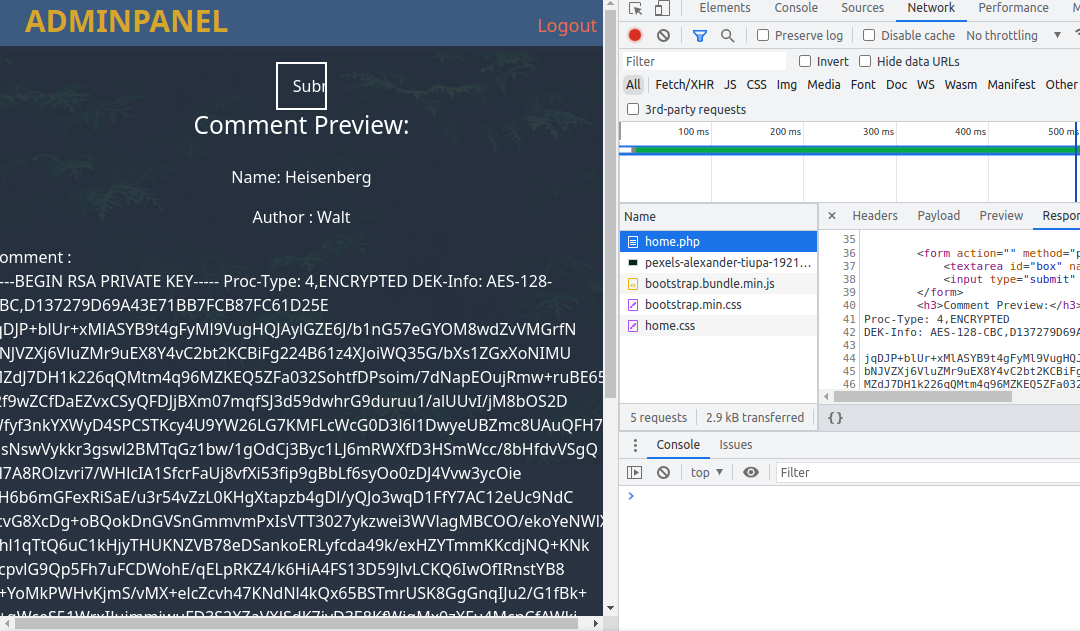 ADMINPANEL
Logout
Subr
Comment Preview:
Name: Heisenberg
Author : Walt
omment :
---BEGIN RSA PRIVATE KEY----- Proc-Type: 4,ENCRYPTED DEK-Info: AES-128-
BC,D137279D69A43E71BB7FCB87FC61D25E
qDJP+blUr+xMlASYB9t4gFyMl9VugHQJAylGZE6J/b1nG57eGYOM8wdZvVMGrfN
NJVZXj6VluZMr9uEX8Y4vC2bt2KCBiFg224B61z4XJoiWQ35G/bXs1ZGxXoNIMU
MZdJ7DH1k226qQMtm4q96MZKEQ5ZFa032SohtfDPsoim/7dNapEOujRmw+ruBE65
2f9wZCfDaEZvxCSyQFDJjBXm07mqfSJ3d59dwhrG9duruu1/alUUvI/jM8bOS2D
Wfyf3nkYXWyD4SPCSTKcy4U9YW26LG7KMFLcWcG0D3l6l1DwyeUBZmc8UAuQFH7
sNswVykkr3gswl2BMTqGz1bw/1gOdCj3Byc1LJ6mRWXfD3HSmWcc/8bHfdvVSgQ
l7A8ROlzvri7/WHlcIA1SfcrFaUj8vfXi53fip9gBbLf6syOo0zDJ4Vvw3ycOie
H6b6mGFexRiSaE/u3r54vZzL0KHgXtapzb4gDl/yQJo3wqD1FfY7AC12eUc9NdC
cvG8XcDg+oBQokDnGVSnGmmvmPxIsVTT3027ykzwei3WVlagMBCOO/ekoYeNWlX
hl1qTtQ6uC1kHjyTHUKNZVB78eDSankoERLyfcda49k/exHZYTmmKKcdjNQ+KNk
cpvlG9Qp5Fh7uFCDWohE/qELpRKZ4/k6HiA4FS13D59JlvLCKQ6IwOfIRnstYB8
+YoMkPWHvKjmS/vMX+elcZcvh47KNdNl4kQx65BSTmrUSK8GgGnqIJu2/G1fBk+
Elements Console Sources Network Performance
Preserve log Disable cache No throttling
Filter Invert Hide data URLs
All Fetch/XHR JS CSS Img Media Font Doc WS Wasm Manifest Other
3rd-party requests
100 ms 200 ms 300 ms 400 ms 500 ms
Name
home.php
pexels-alexander-tiupa-1921...
bootstrap.bundle.min.js
bootstrap.min.css
home.css
5 requests 2.9 kB transferred
× Headers Payload Preview Respon
35
36 <form action="" method="p
37 <textarea id="box" na
38 <input type="submit"
39 </form>
40 <h3>Comment Preview:</h3>
41 Proc-Type: 4,ENCRYPTED
42 DEK-Info: AES-128-CBC,D137279D69A
43
44 jqDJP+blUr+xMlASYB9t4gFyMl9VugHQJ
45 bNJVZXj6VluZMr9uEX8Y4vC2bt2KCBiFg
46 MZdJ7DH1k226qQMtm4q96MZKEQ5ZFa032
{}
Console Issues
top Filter